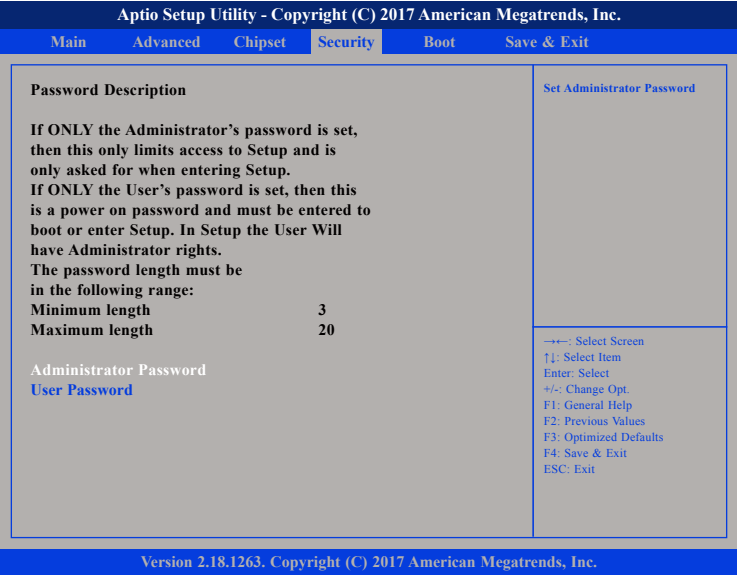 Aptio Setup Utility - Copyright (C) 2017 American Megatrends, Inc.
Main Advanced Chipset Security Boot Save & Exit
Password Description
If ONLY the Administrator's password is set,
then this only limits access to Setup and is
only asked for when entering Setup.
If ONLY the User's password is set, then this
is a power on password and must be entered to
boot or enter Setup. In Setup the User Will
have Administrator rights.
The password length must be
in the following range:
Minimum length 3
Maximum length 20
Administrator Password
User Password
Set Administrator Password
→←: Select Screen
↑↓: Select Item
Enter: Select
+/-: Change Opt.
F1: General Help
F2: Previous Values
F3: Optimized Defaults
F4: Save & Exit
ESC: Exit
Version 2.18.1263. Copyright (C) 2017 American Megatrends, Inc.